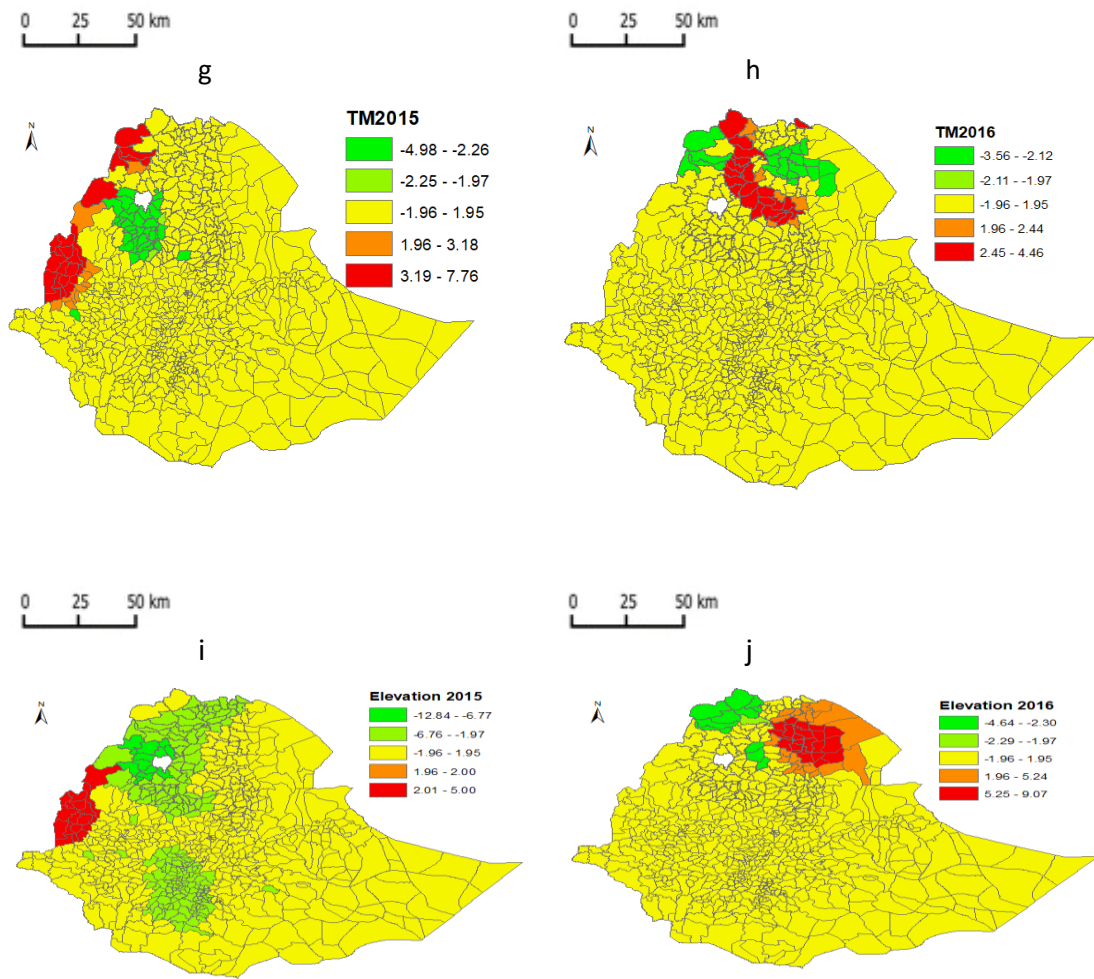 0 25 50 km
0 25 50 km
g
h
N
TM2015
-4.98 - -2.26
-2.25 - -1.97
-1.96 - 1.95
1.96 - 3.18
3.19 - 7.76
N
TM2016
-3.56 - -2.12
-2.11 - -1.97
-1.96 - 1.95
1.96 - 2.44
2.45 - 4.46
0 25 50 km
0 25 50 km
i
j
N
Elevation 2015
-12.84 - -6.77
-6.76 - -1.97
-1.96 - 1.95
1.96 - 2.00
2.01 - 5.00
N
Elevation 2016
-4.64 - -2.30
-2.29 - -1.97
-1.96 - 1.95
1.96 - 5.24
5.25 - 9.07